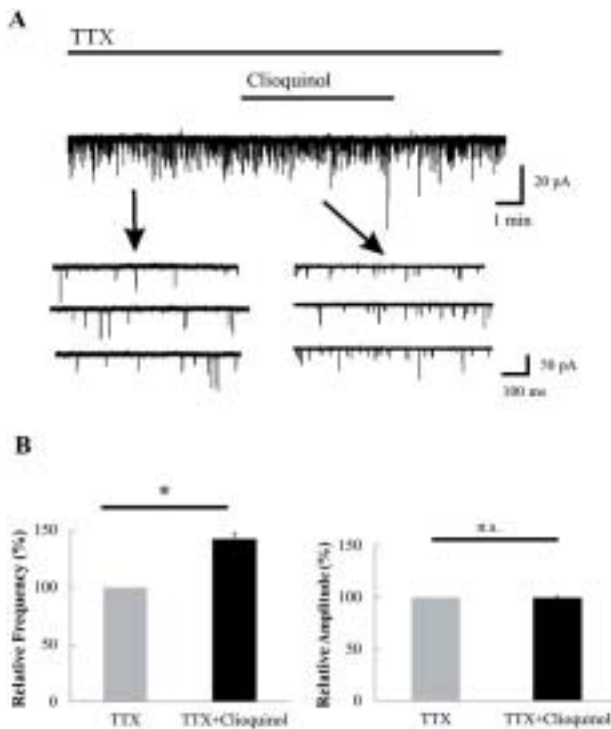 A
TTX
Clioquinol
20 pA
1 min
50 pA
100 ms
B
*
Relative Frequency (%)
150
100
50
0
TTX
TTX+Clioquinol
n.s.
Relative Amplitude (%)
150
100
50
0
TTX
TTX+Clioquinol